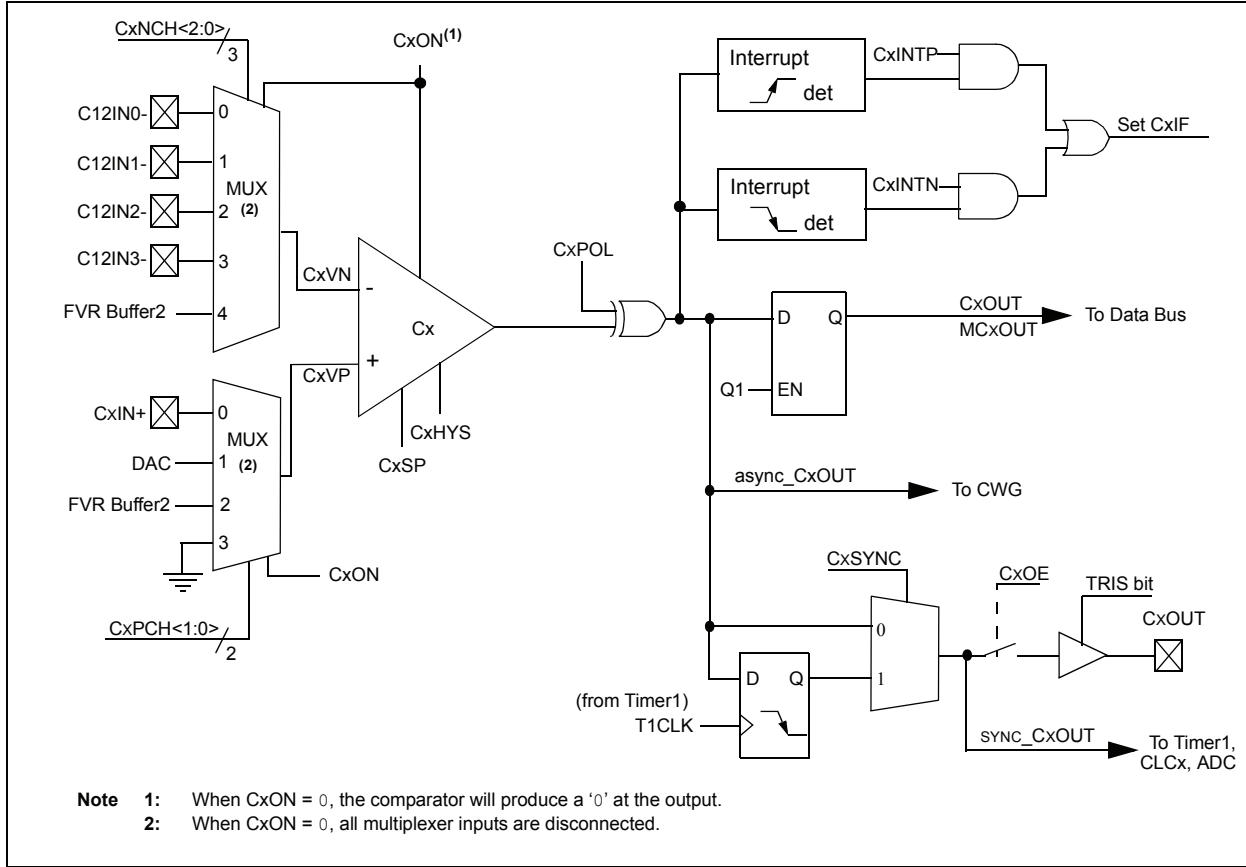 CxNCH<2:0>
3
CxON(1)
C12IN0-
0
C12IN1-
1
MUX
(2)
C12IN2-
2
C12IN3-
3
FVR Buffer2
4
CxVN
-
Cx
+
CxVP
CxIN+
0
MUX
(2)
DAC
1
FVR Buffer2
2
3
CxON
CxPCH<1:0>
2
CxHYS
CxSP
CxPOL
Interrupt
det
CxINTP
Interrupt
det
CxINTN
Set CxIF
D
Q
Q1
EN
CxOUT
MCxOUT
To Data Bus
async_CxOUT
To CWG
CxSYNC
0
1
D
Q
(from Timer1)
T1CLK
CxOE
TRIS bit
CxOUT
SYNC_CxOUT
To Timer1,
CLCx, ADC
Note 1: When CxON = 0, the comparator will produce a ‘0’ at the output.
2: When CxON = 0, all multiplexer inputs are disconnected.